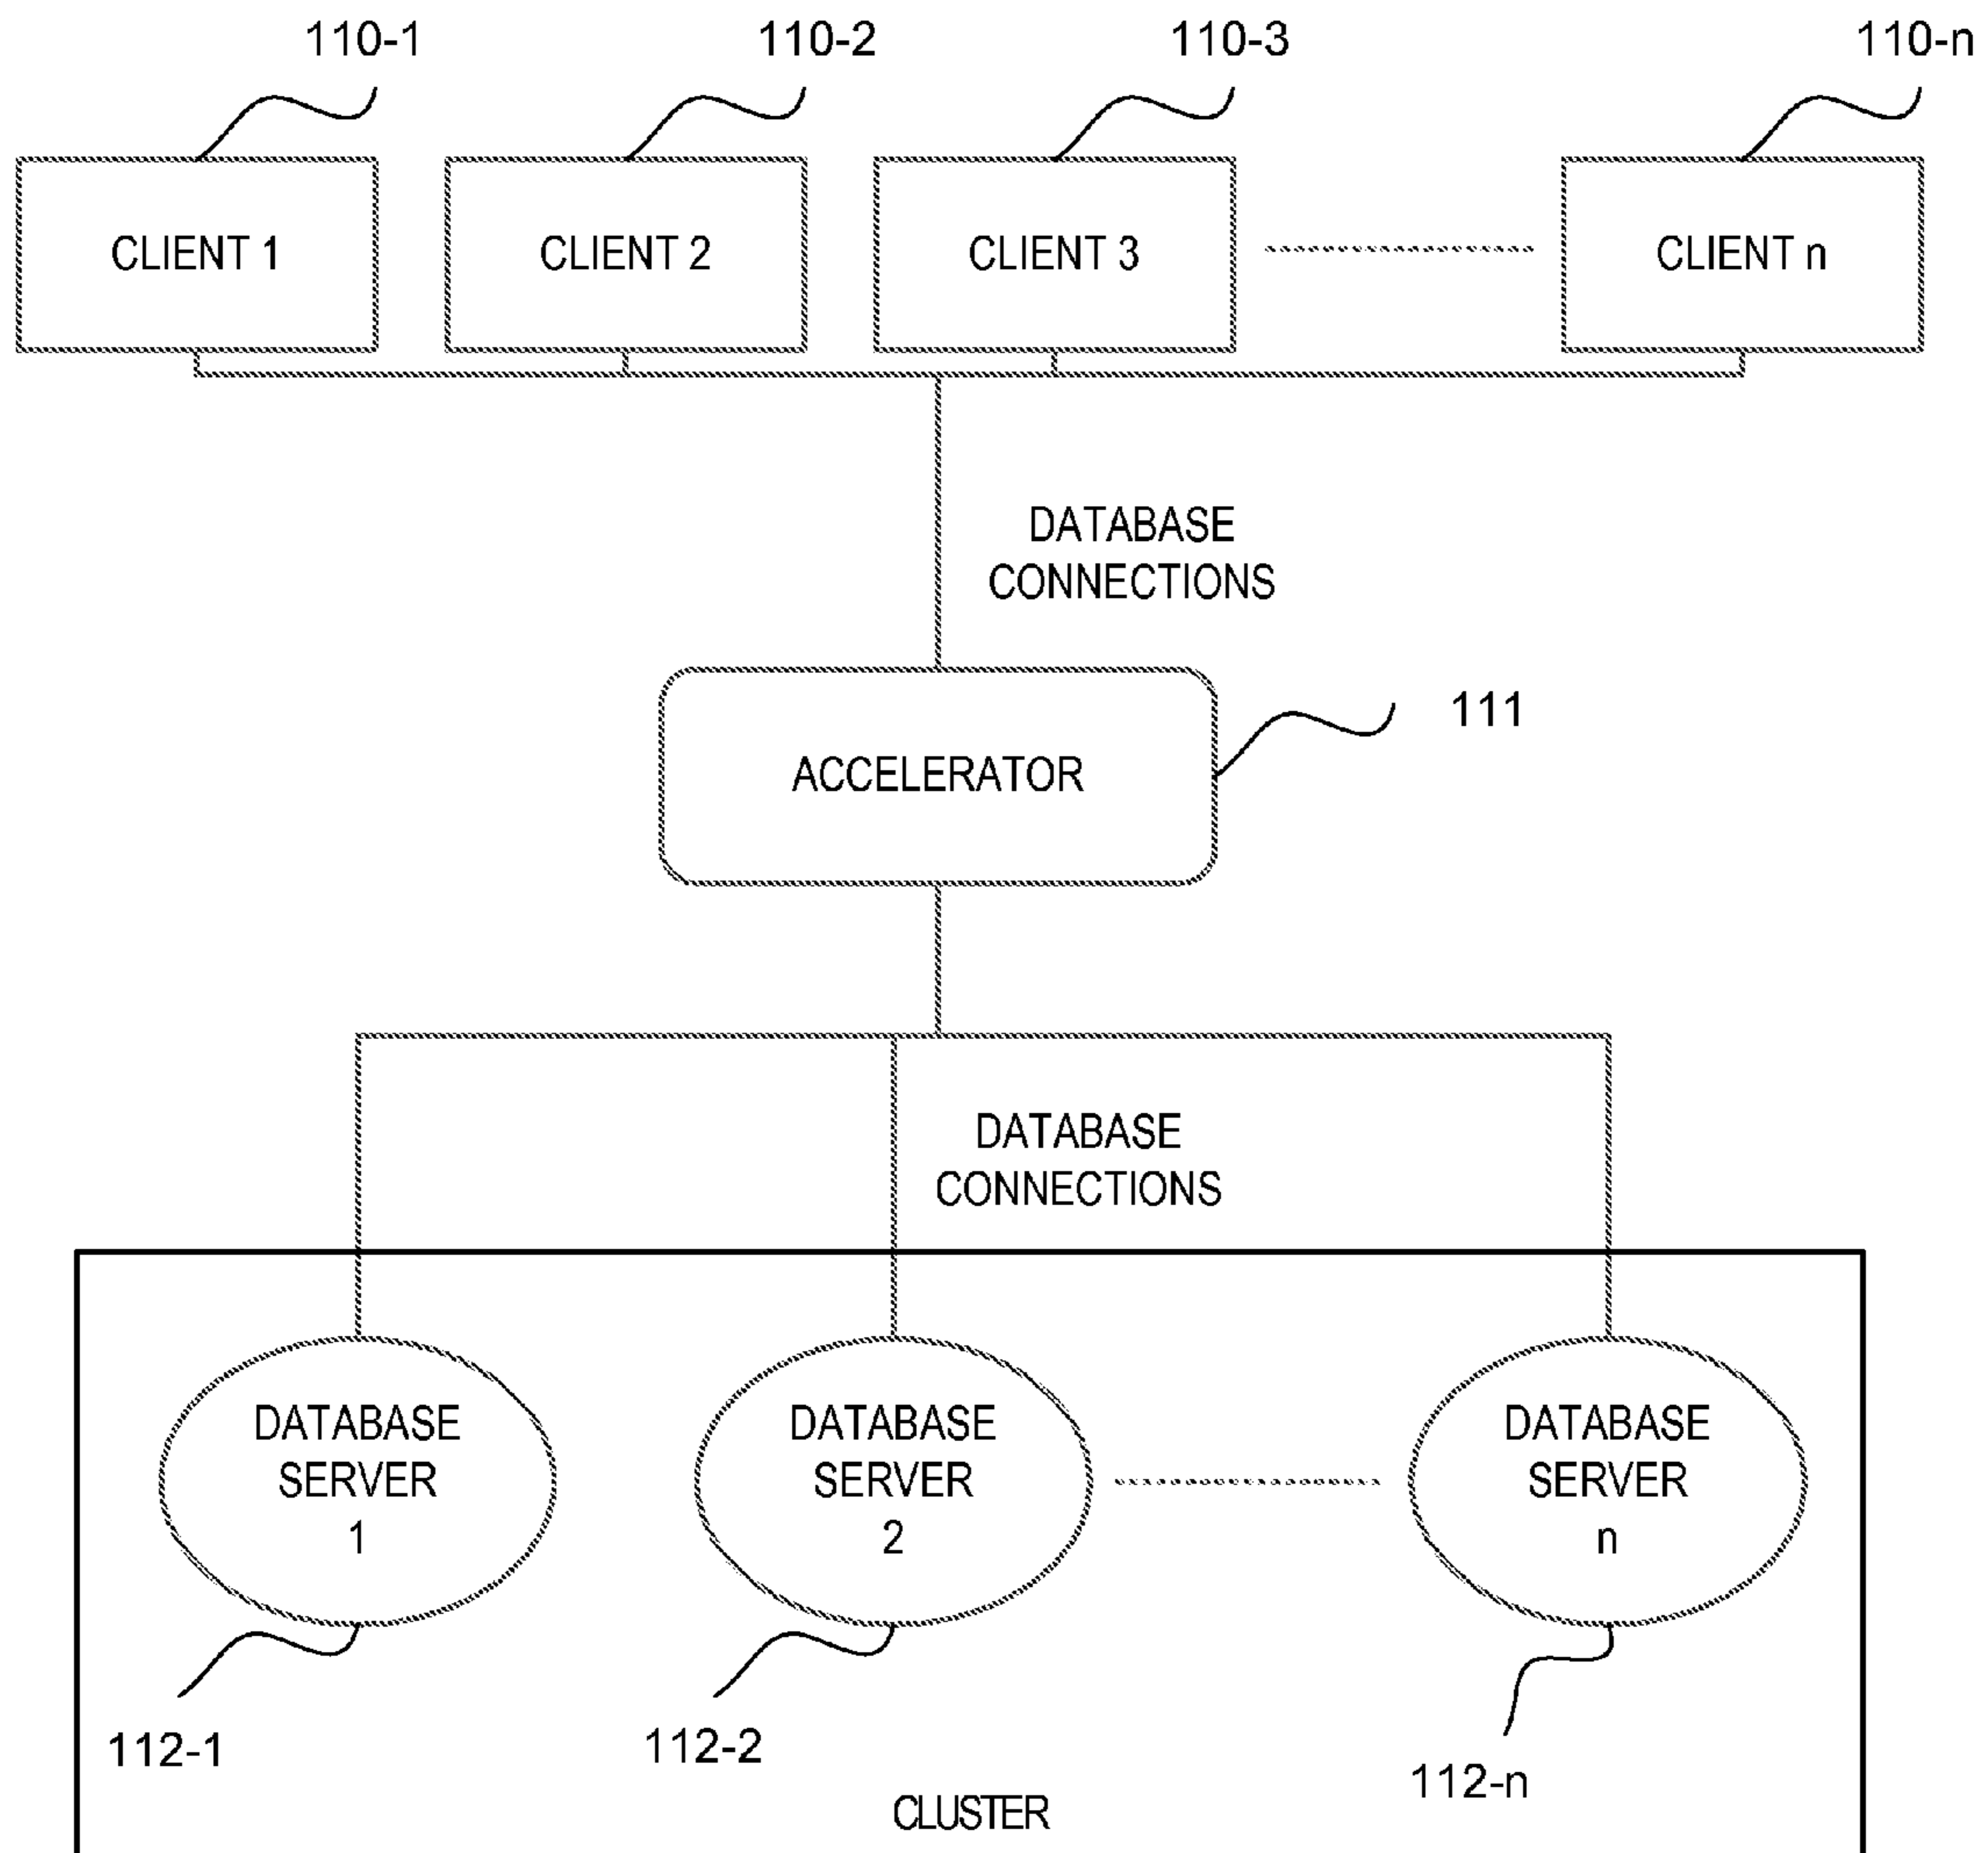 110-1
110-2
110-3
110-n
CLIENT 1
CLIENT 2
CLIENT 3
CLIENT n
DATABASE
CONNECTIONS
111
ACCELERATOR
DATABASE
CONNECTIONS
DATABASE
SERVER
1
DATABASE
SERVER
2
DATABASE
SERVER
n
112-1
112-2
112-n
CLUSTER